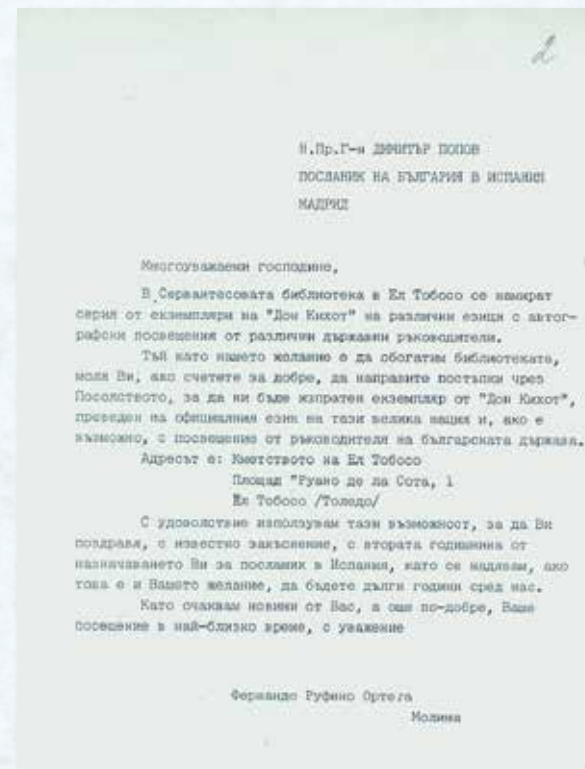 2
Н.Пр.Г-н ДИМИТЪР ПОПОВ
ПОСЛАНИК НА БЪЛГАРИЯ В ИСПАНИЯ
МАДРИД
Многоуважаеми господине,
В Сервантесовата библиотека в Ел Тобосо се намират
серия от екземпляри на "Дон Кихот" на различни езици с автог-
рафски посвещения от различни държавни ръководители.
Тъй като нашето желание е да обогатим библиотеката,
моля Ви, ако счетете за добре, да направите постъпки чрез
Посолството, за да ни бъде изпратен екземпляр от "Дон Кихот",
преведен на официалния език на тази велика нация и, ако е
възможно, с посвещение от ръководителя на българската държава.
Адресът е: Кметството на Ел Тобосо
Площад "Руано де ла Сота, 1
Ел Тобосо /Толедо/
С удоволствие използувам тази възможност, за да Ви
поздравя, с известно закъснение, с втората годишнина от
назначаването Ви за посланик в Испания, като се надявам, ако
това е и Вашето желание, да бъдете дълги години сред нас.
Като очаквам новини от Вас, а още по-добре, Ваше
посещение в най-близко време, с уважение
Фернандо Руфино Ортега
Молина